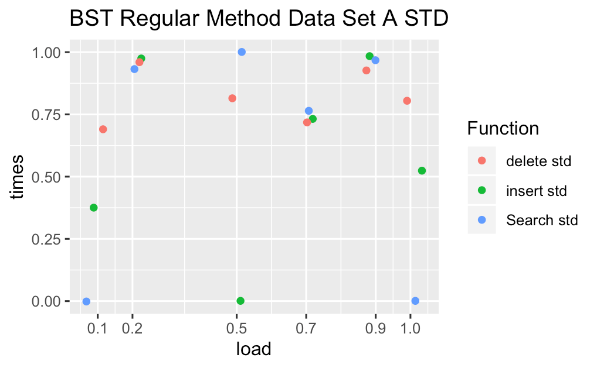 BST Regular Method Data Set A STD
1.00
0.75
0.50
0.25
0.00
times
0.1 0.2 0.5 0.7 0.9 1.0
load
Function
delete std
insert std
Search std